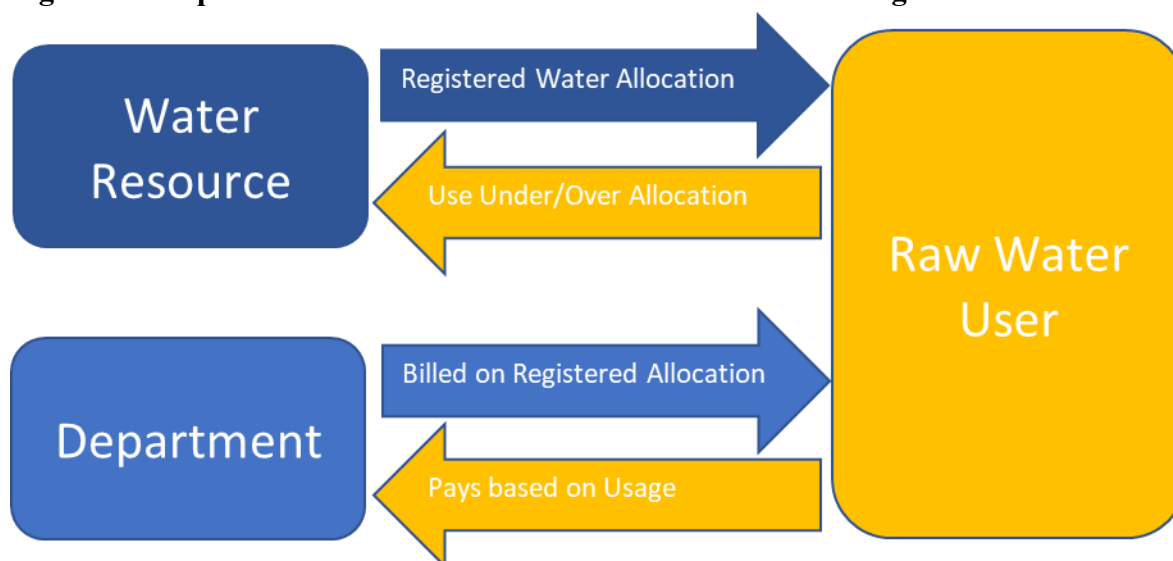 Water
Resource
Registered Water Allocation
Use Under/Over Allocation
Raw Water
User
Department
Billed on Registered Allocation
Pays based on Usage